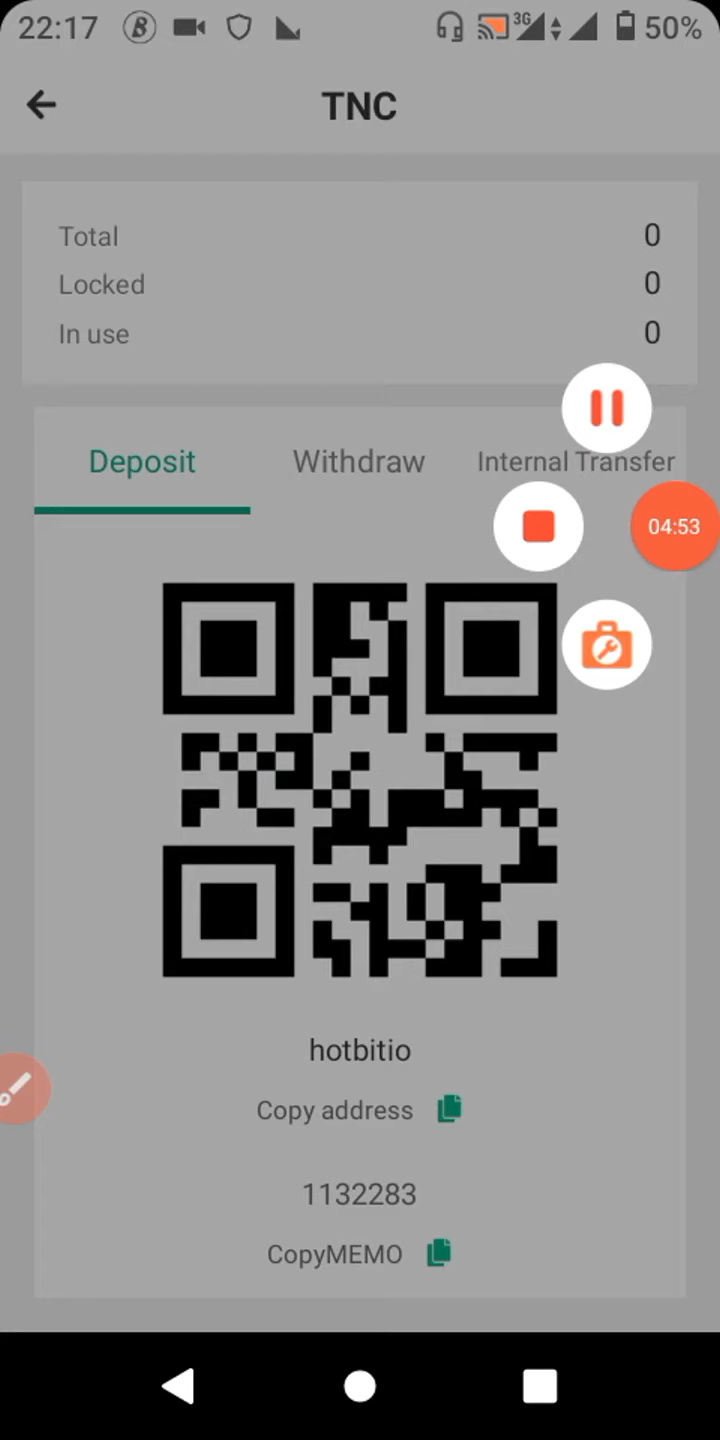 22:17 B 3G 50%
TNC
Total 0
Locked 0
In use 0
Deposit Withdraw Internal Transfer
04:53
hotbitio
Copy address
1132283
CopyMEMO